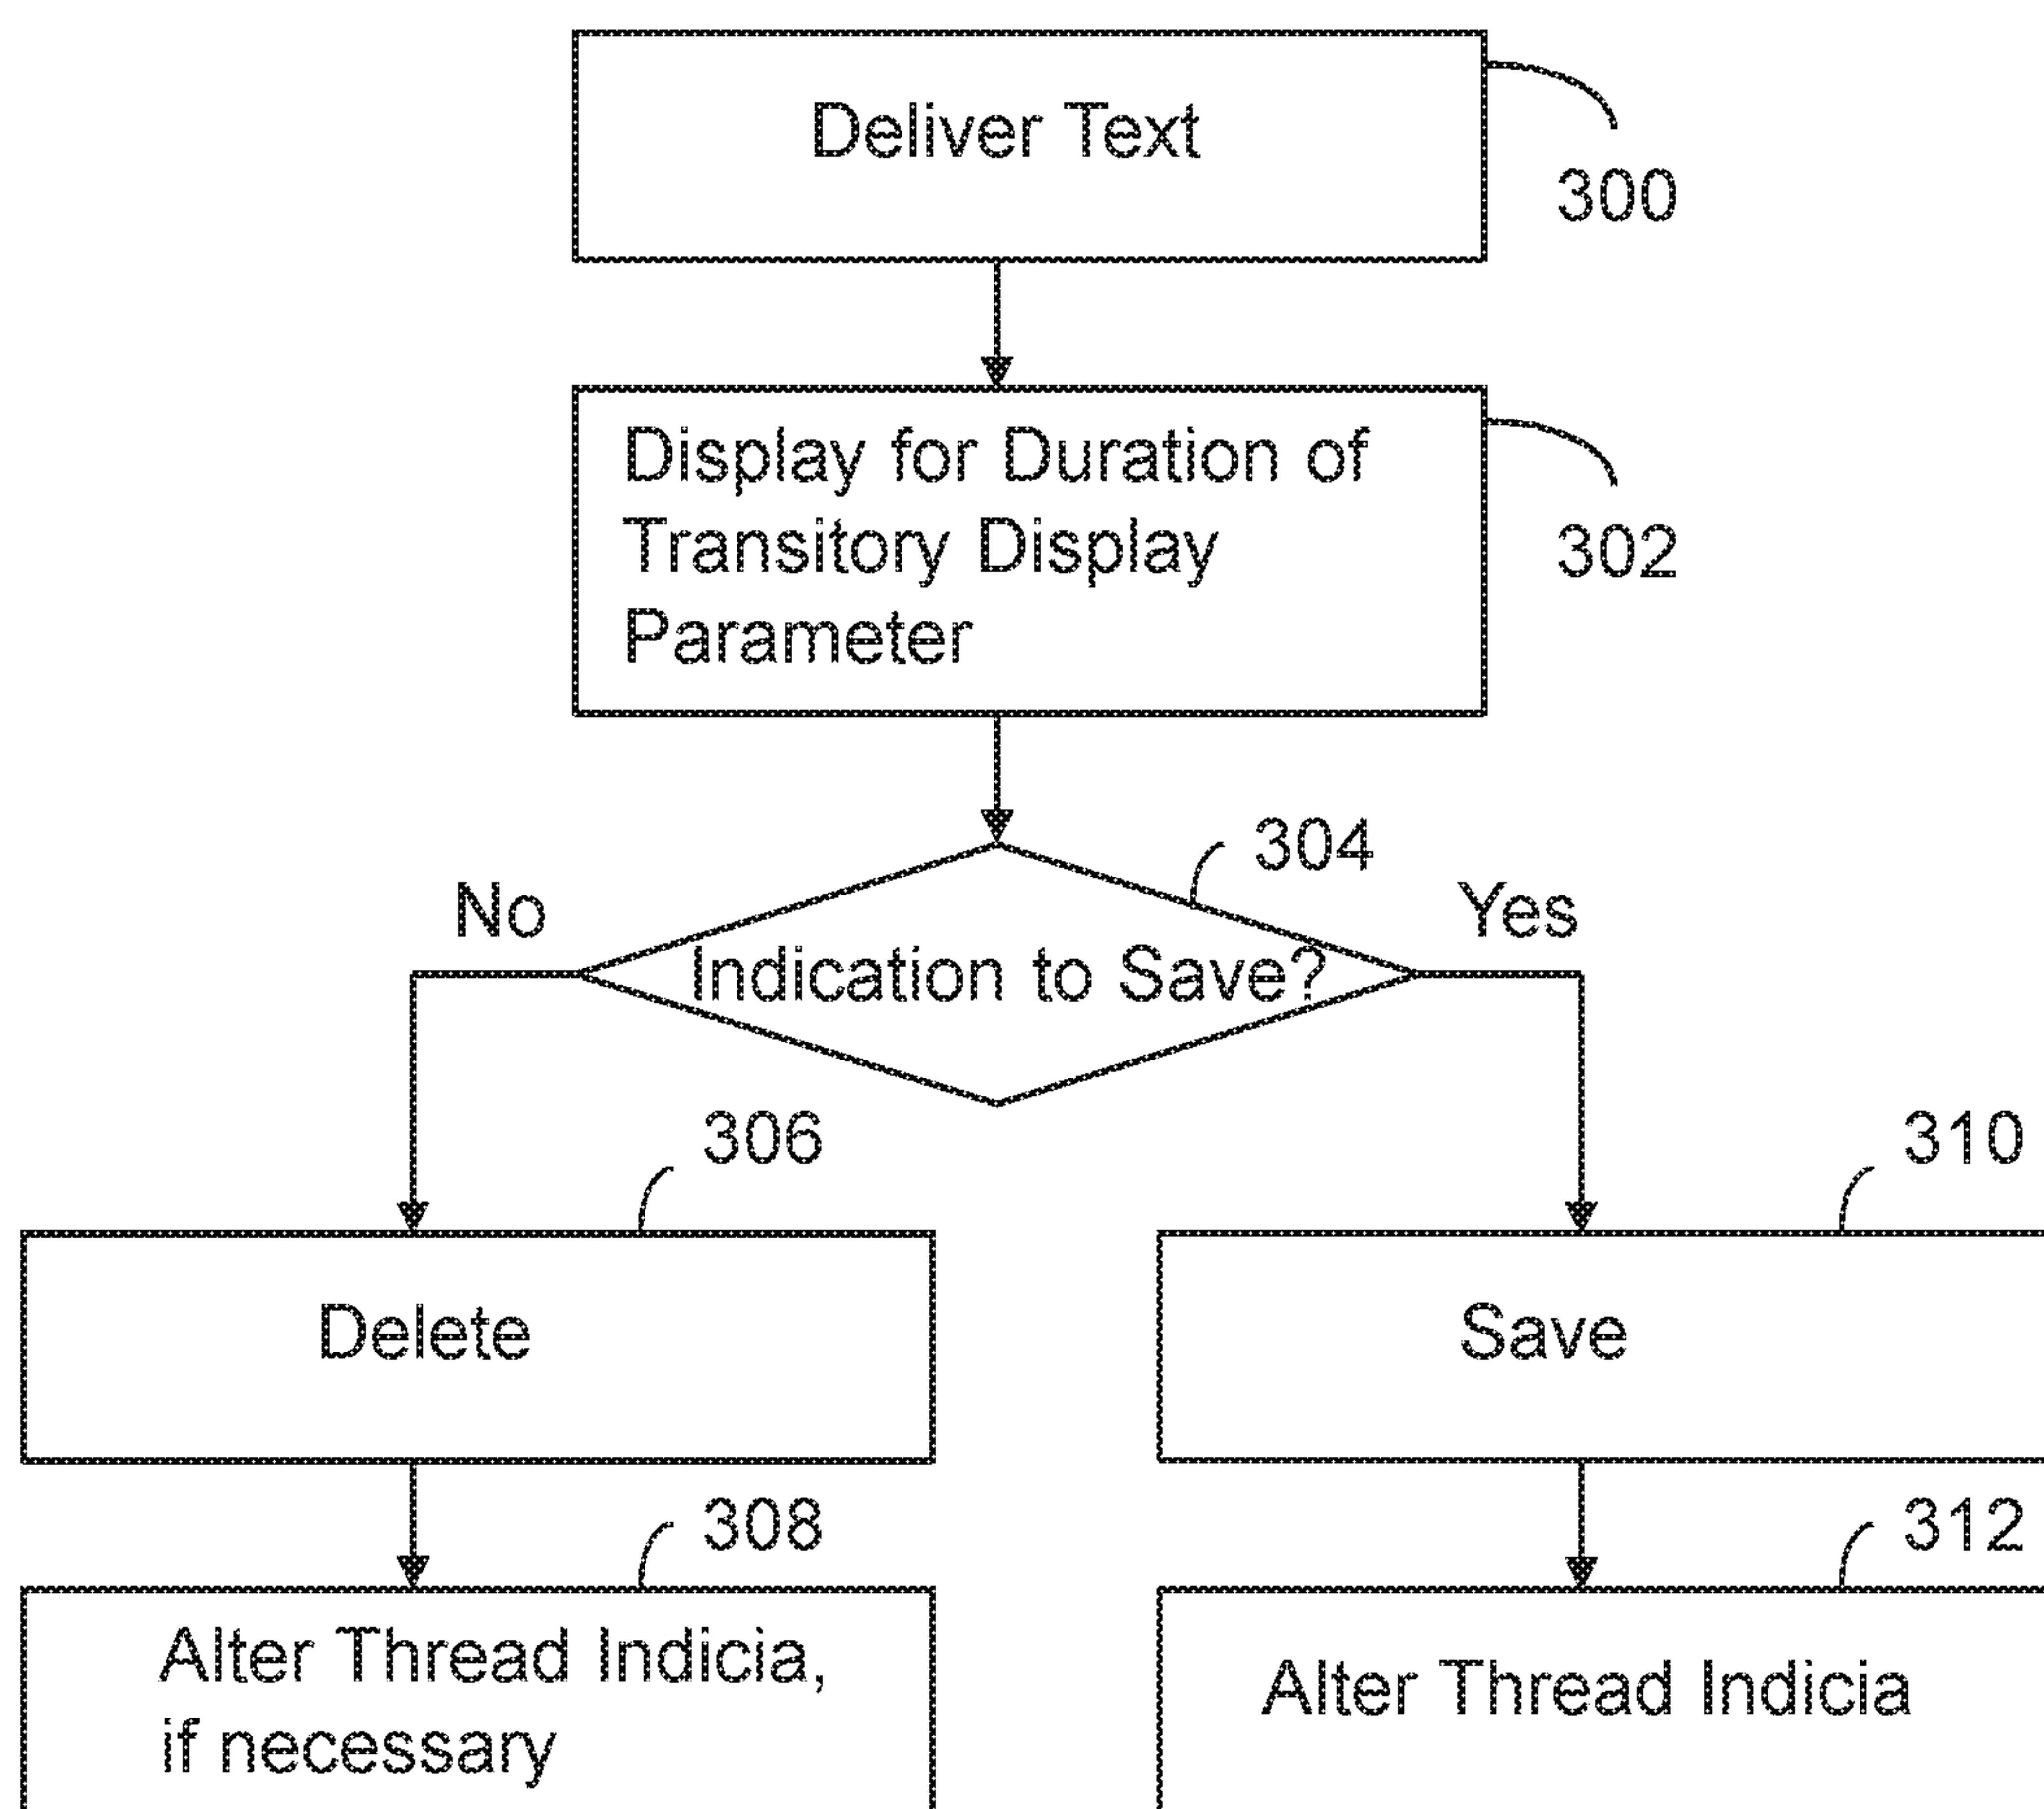 Deliver Text
300
Display for Duration of
Transitory Display
Parameter
302
304
No
Yes
Indication to Save?
306
310
Delete
Save
308
312
Alter Thread Indicia,
if necessary
Alter Thread Indicia